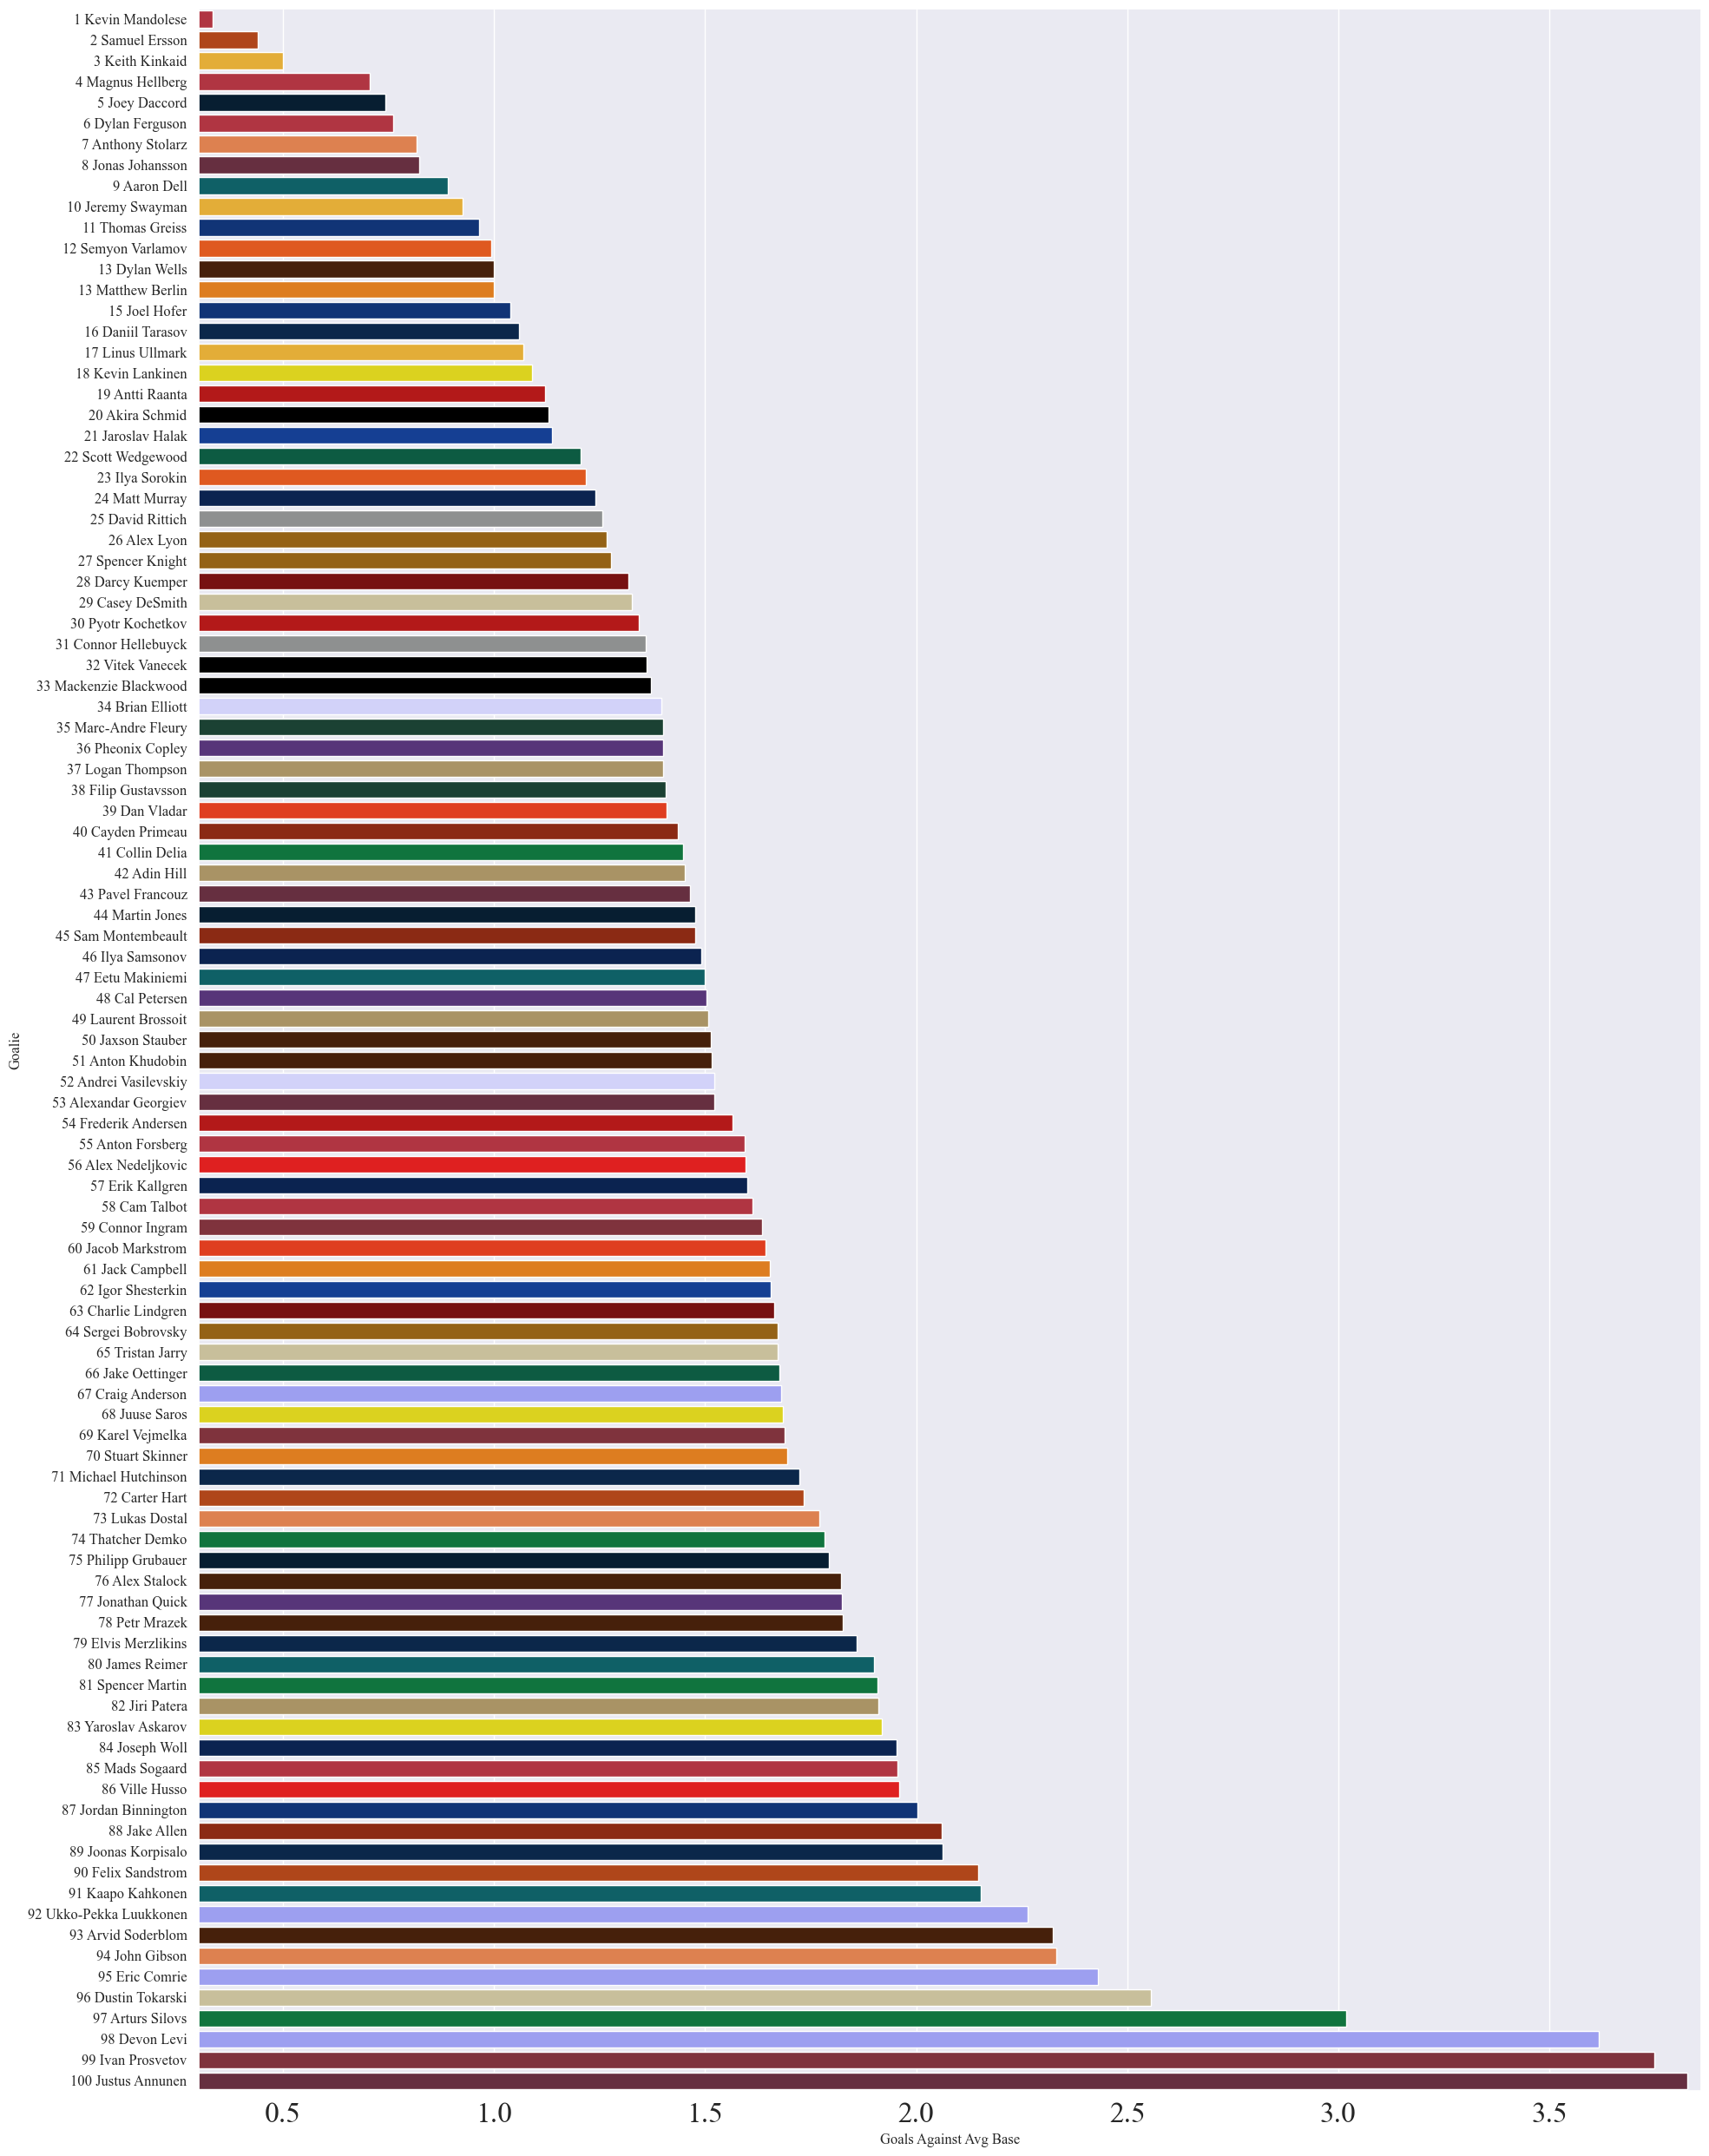 1 Kevin Mandolese
2 Samuel Ersson
3 Keith Kinkaid
4 Magnus Hellberg
5 Joey Daccord
6 Dylan Ferguson
7 Anthony Stolarz
8 Jonas Johansson
9 Aaron Dell
10 Jeremy Swayman
11 Thomas Greiss
12 Semyon Varlamov
13 Dylan Wells
13 Matthew Berlin
15 Joel Hofer
16 Daniil Tarasov
17 Linus Ullmark
18 Kevin Lankinen
19 Antti Raanta
20 Akira Schmid
21 Jaroslav Halak
22 Scott Wedgewood
23 Ilya Sorokin
24 Matt Murray
25 David Rittich
26 Alex Lyon
27 Spencer Knight
28 Darcy Kuemper
29 Casey DeSmith
30 Pyotr Kochetkov
31 Connor Hellebuyck
32 Vitek Vanecek
33 Mackenzie Blackwood
34 Brian Elliott
35 Marc-Andre Fleury
36 Pheonix Copley
37 Logan Thompson
38 Filip Gustavsson
39 Dan Vladar
40 Cayden Primeau
41 Collin Delia
42 Adin Hill
43 Pavel Francouz
44 Martin Jones
45 Sam Montembeault
46 Ilya Samsonov
47 Eetu Makiniemi
48 Cal Petersen
49 Laurent Brossoit
50 Jaxson Stauber
51 Anton Khudobin
52 Andrei Vasilevskiy
53 Alexandar Georgiev
54 Frederik Andersen
55 Anton Forsberg
56 Alex Nedeljkovic
57 Erik Kallgren
58 Cam Talbot
59 Connor Ingram
60 Jacob Markstrom
61 Jack Campbell
62 Igor Shesterkin
63 Charlie Lindgren
64 Sergei Bobrovsky
65 Tristan Jarry
66 Jake Oettinger
67 Craig Anderson
68 Juuse Saros
69 Karel Vejmelka
70 Stuart Skinner
71 Michael Hutchinson
72 Carter Hart
73 Lukas Dostal
74 Thatcher Demko
75 Philipp Grubauer
76 Alex Stalock
77 Jonathan Quick
78 Petr Mrazek
79 Elvis Merzlikins
80 James Reimer
81 Spencer Martin
82 Jiri Patera
83 Yaroslav Askarov
84 Joseph Woll
85 Mads Sogaard
86 Ville Husso
87 Jordan Binnington
88 Jake Allen
89 Joonas Korpisalo
90 Felix Sandstrom
91 Kaapo Kahkonen
92 Ukko-Pekka Luukkonen
93 Arvid Soderblom
94 John Gibson
95 Eric Comrie
96 Dustin Tokarski
97 Arturs Silovs
98 Devon Levi
99 Ivan Prosvetov
100 Justus Annunen
Goalie
0.5 1.0 1.5 2.0 2.5 3.0 3.5
Goals Against Avg Base